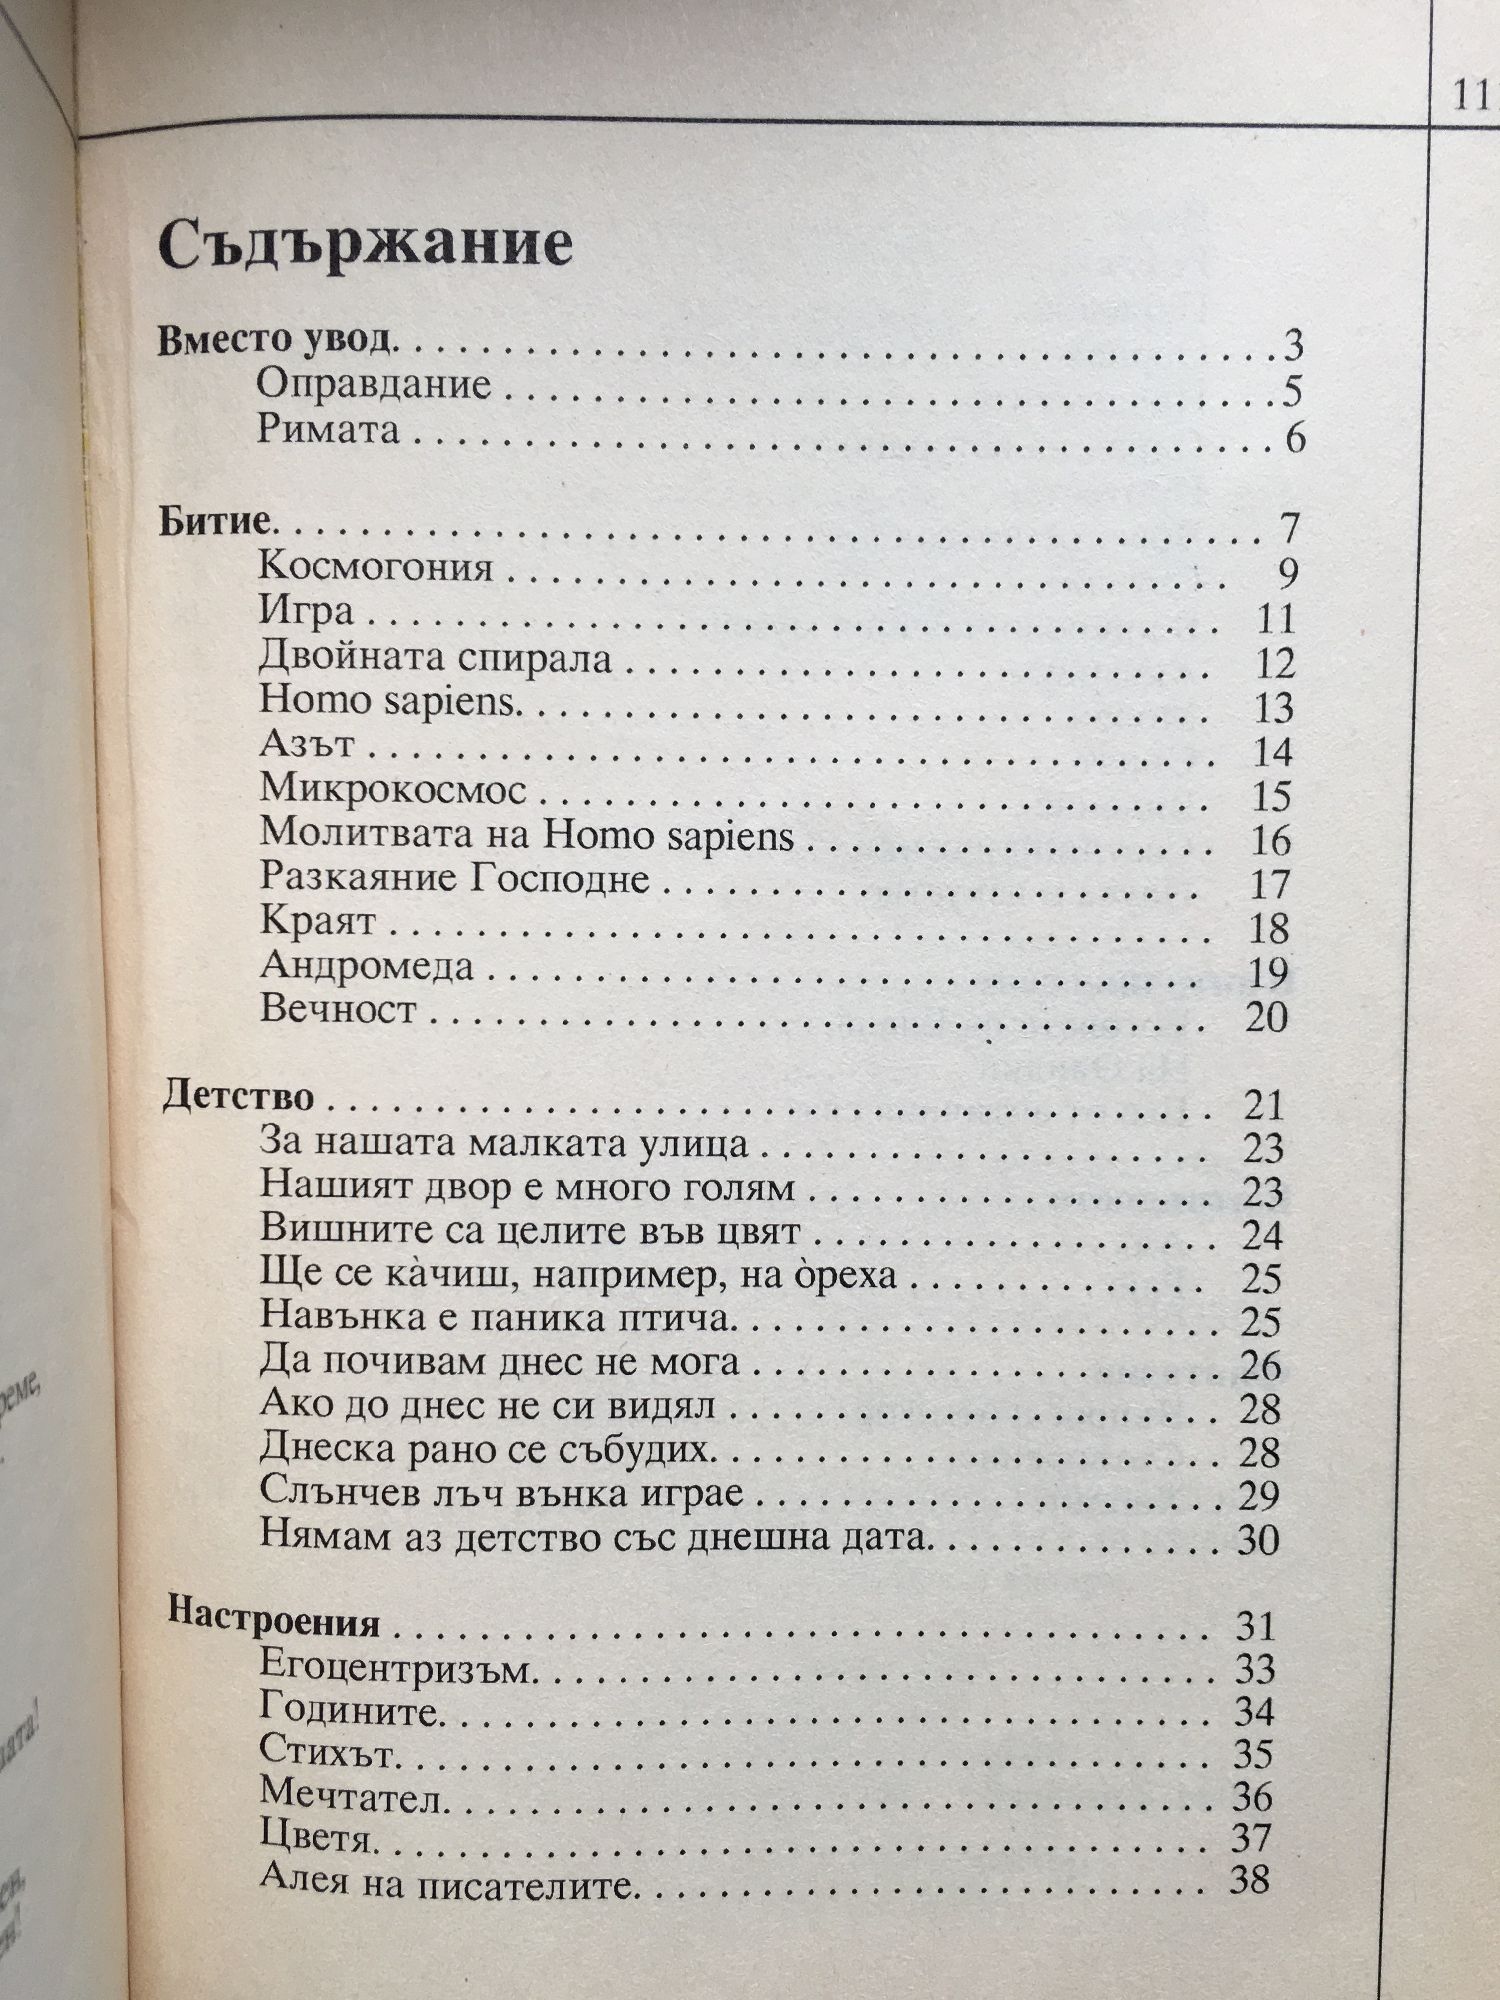 Съдържание
Вместо увод. . . . . . . . . . . . . . . . . . . . . . . . . . . . . . . . 3
Оправдание . . . . . . . . . . . . . . . . . . . . . . . . . . . . 5
Римата . . . . . . . . . . . . . . . . . . . . . . . . . . . . . . . 6
Битие. . . . . . . . . . . . . . . . . . . . . . . . . . . . . . . . . . . . 7
Космогония . . . . . . . . . . . . . . . . . . . . . . . . . . . 9
Игра . . . . . . . . . . . . . . . . . . . . . . . . . . . . . . . . 11
Двойната спирала . . . . . . . . . . . . . . . . . . . . . . 12
Homo sapiens. . . . . . . . . . . . . . . . . . . . . . . . . . 13
Азът . . . . . . . . . . . . . . . . . . . . . . . . . . . . . . . 14
Микрокосмос . . . . . . . . . . . . . . . . . . . . . . . . . 15
Молитвата на Homo sapiens . . . . . . . . . . . . . . . 16
Разкаяние Господне . . . . . . . . . . . . . . . . . . . . 17
Краят . . . . . . . . . . . . . . . . . . . . . . . . . . . . . . 18
Андромеда . . . . . . . . . . . . . . . . . . . . . . . . . . 19
Вечност . . . . . . . . . . . . . . . . . . . . . . . . . . . . . 20
Детство . . . . . . . . . . . . . . . . . . . . . . . . . . . . . . . . 21
За нашата малката улица . . . . . . . . . . . . . . . . . 23
Нашият двор е много голям . . . . . . . . . . . . . . . 23
Вишните са целите във цвят . . . . . . . . . . . . . . . 24
Ще се ка̀чиш, например, на о̀реха . . . . . . . . . . . 25
Навънка е паника птича. . . . . . . . . . . . . . . . . . . 25
Да почивам днес не мога . . . . . . . . . . . . . . . . . . 26
Ако до днес не си видял . . . . . . . . . . . . . . . . . . 28
Днеска рано се събудих. . . . . . . . . . . . . . . . . . . 28
Слънчев лъч вънка играе . . . . . . . . . . . . . . . . . . 29
Нямам аз детство със днешна дата. . . . . . . . . . . . 30
Настроения . . . . . . . . . . . . . . . . . . . . . . . . . . . . . 31
Егоцентризъм. . . . . . . . . . . . . . . . . . . . . . . . . . 33
Годините. . . . . . . . . . . . . . . . . . . . . . . . . . . . . 34
Стихът. . . . . . . . . . . . . . . . . . . . . . . . . . . . . . 35
Мечтател. . . . . . . . . . . . . . . . . . . . . . . . . . . . . 36
Цветя. . . . . . . . . . . . . . . . . . . . . . . . . . . . . . . 37
Алея на писателите. . . . . . . . . . . . . . . . . . . . . . 38